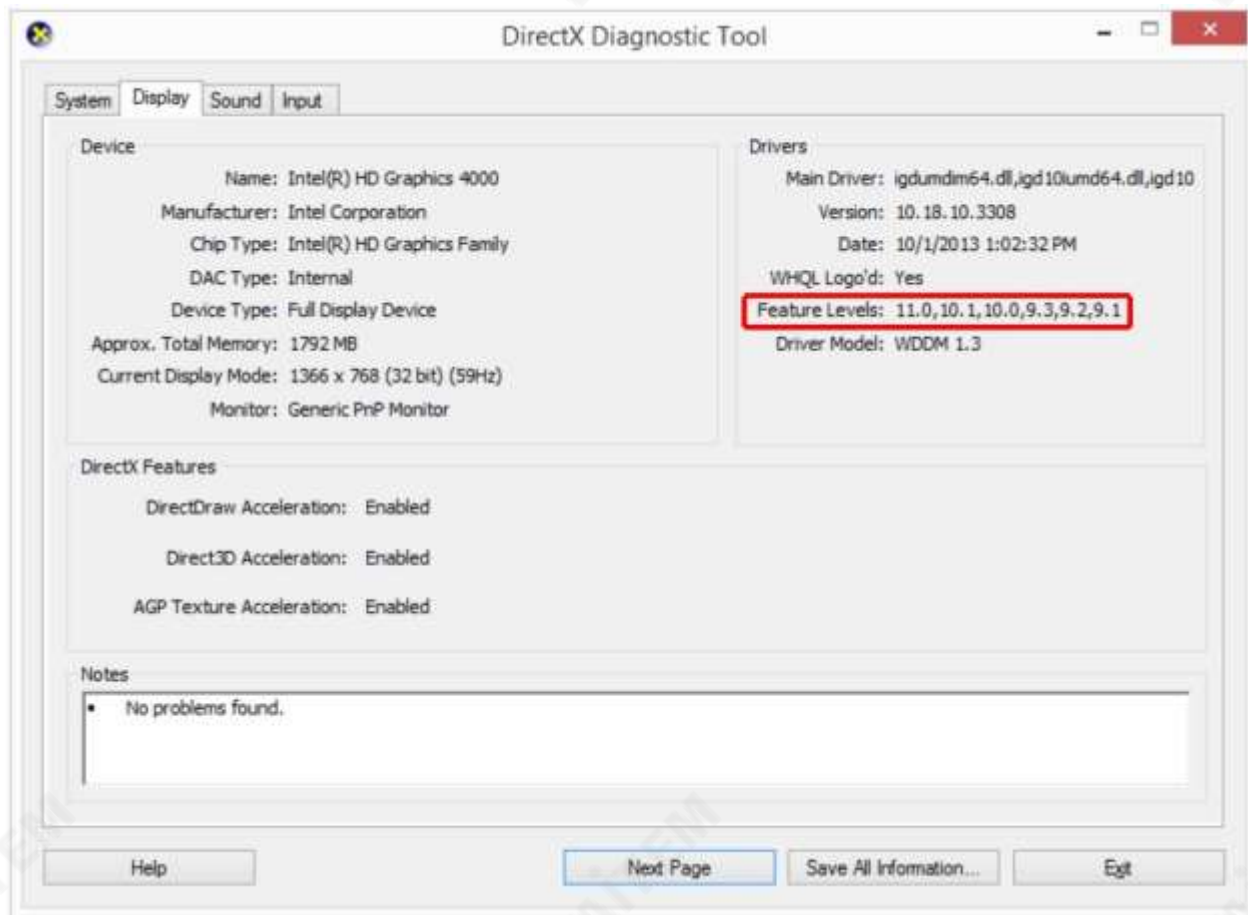 DirectX Diagnostic Tool
System Display Sound Input
Device
Name: Intel(R) HD Graphics 4000
Manufacturer: Intel Corporation
Chip Type: Intel(R) HD Graphics Family
DAC Type: Internal
Device Type: Full Display Device
Approx. Total Memory: 1792 MB
Current Display Mode: 1366 x 768 (32 bit) (59Hz)
Monitor: Generic PnP Monitor
Drivers
Main Driver: igdumdim64.dll,igd10iumd64.dll,igd10
Version: 10.18.10.3308
Date: 10/1/2013 1:02:32 PM
WHQL Logo'd: Yes
Feature Levels: 11.0,10.1,10.0,9.3,9.2,9.1
Driver Model: WDDM 1.3
DirectX Features
DirectDraw Acceleration: Enabled
Direct3D Acceleration: Enabled
AGP Texture Acceleration: Enabled
Notes
• No problems found.
Help Next Page Save All Information... Exit